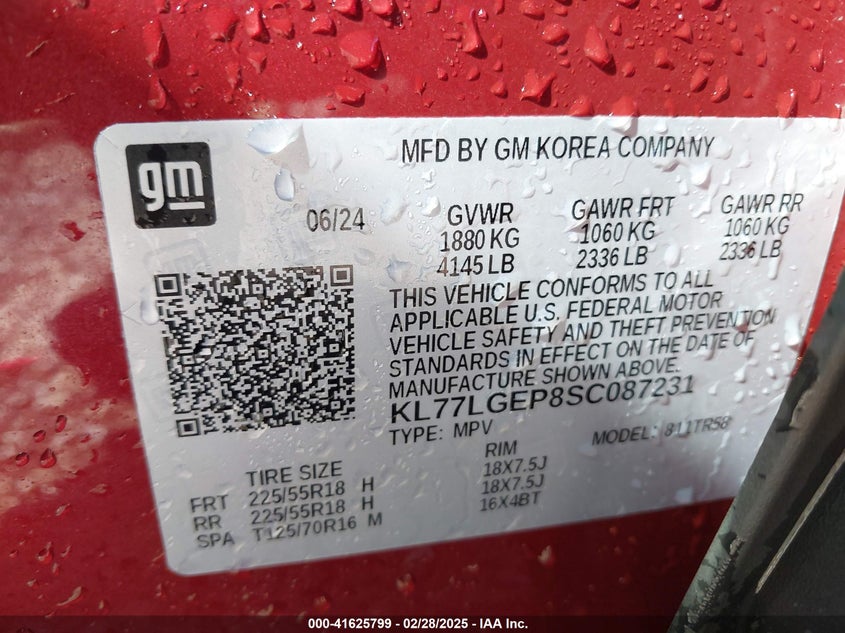 gm
MFD BY GM KOREA COMPANY
06/24
GVWR GAWR FRT GAWR RR
1880 KG 1060 KG 1060 KG
4145 LB 2336 LB 2336 LB
THIS VEHICLE CONFORMS TO ALL
APPLICABLE U.S. FEDERAL MOTOR
VEHICLE SAFETY AND THEFT PREVENTION
STANDARDS IN EFFECT ON THE DATE OF
MANUFACTURE SHOWN ABOVE.
KL77LGEP8SC087231
TYPE: MPV MODEL: 811TR58
TIRE SIZE RIM
FRT 225/55R18 H 18X7.5J
RR 225/55R18 H 18X7.5J
SPA T125/70R16 M 16X4BT
000-41625799 - 02/28/2025 - IAA Inc.